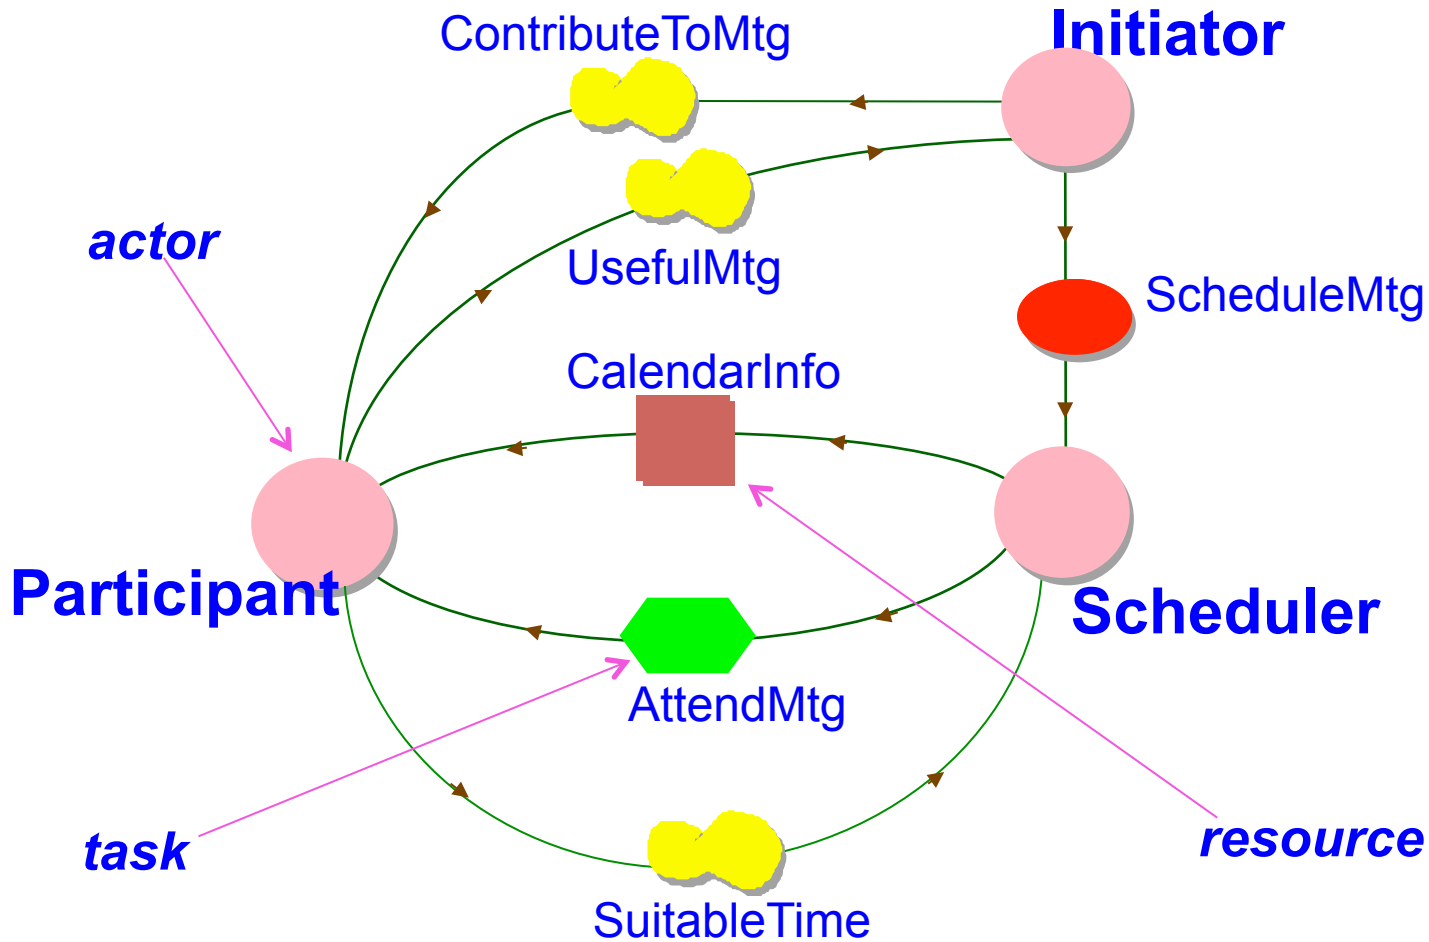 ContributeToMtg
Initiator
actor
UsefulMtg
ScheduleMtg
CalendarInfo
Participant
Scheduler
AttendMtg
task
resource
SuitableTime